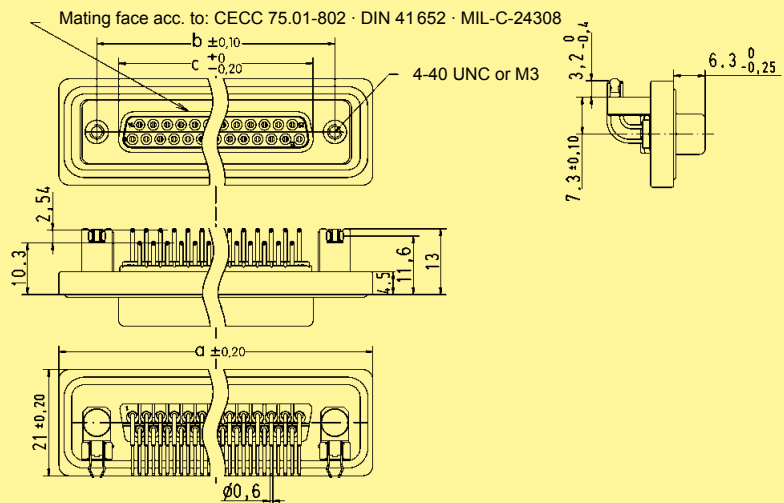 Mating face acc. to: CECC 75.01-802 · DIN 41652 · MIL-C-24308
b ±0,10
c +0 -0,20
4-40 UNC or M3
3,2 0 -0,4
6.3 0 -0,25
7.3 ±0,10
2,54
10.3
4.5
11,6
13
a ±0,20
21 ±0,20
ø0,6